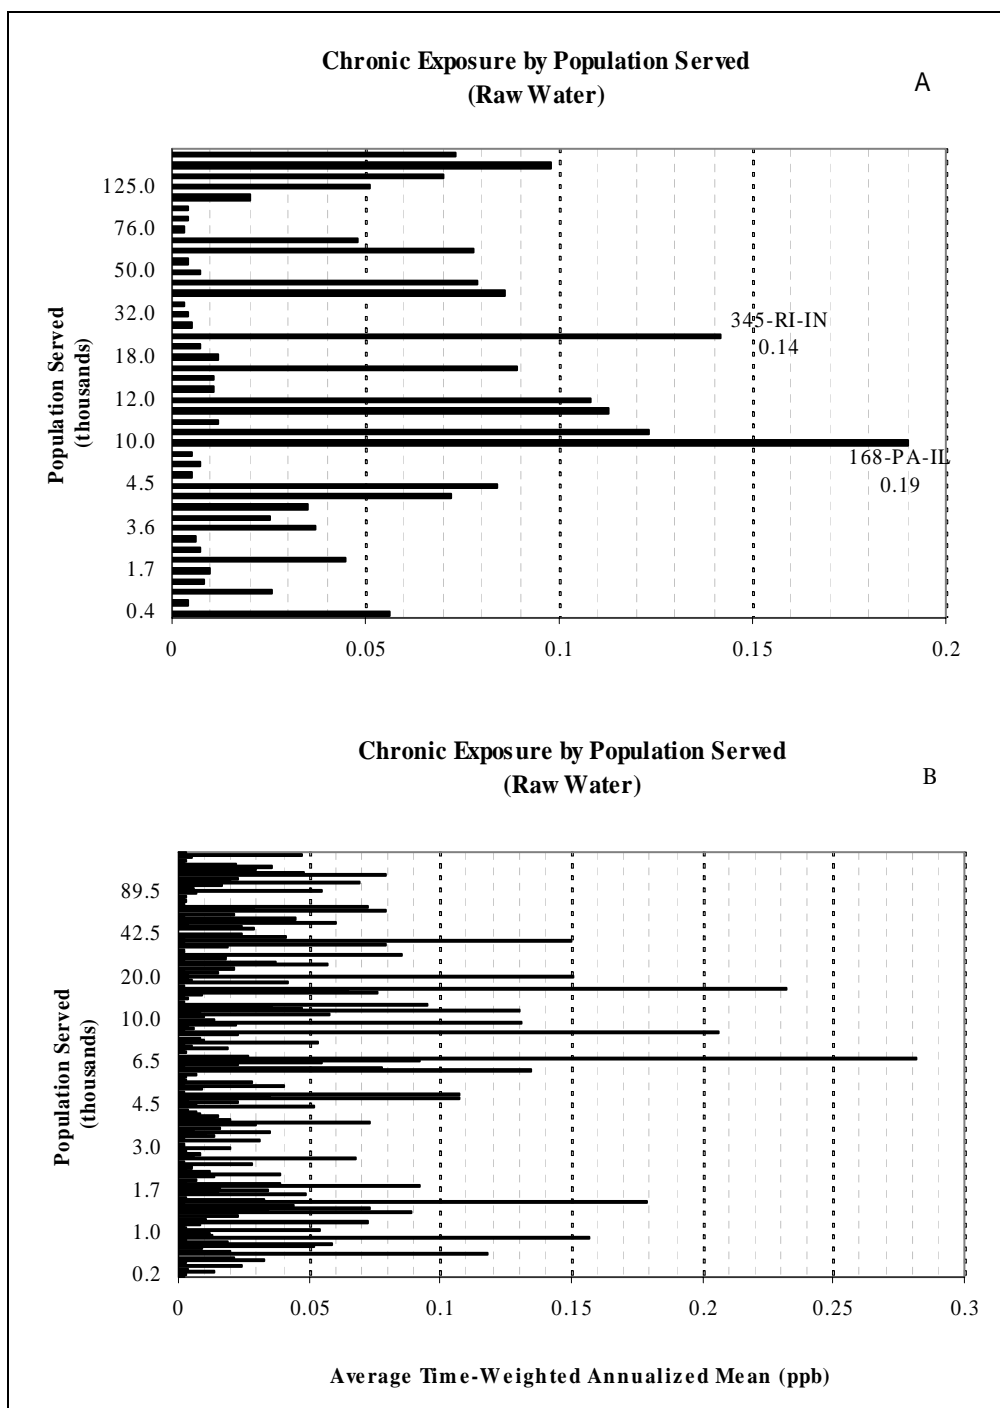 Chronic Exposure by Population Served
(Raw Water)
A
Population Served
(thousands)
125.0
76.0
50.0
32.0
18.0
12.0
10.0
4.5
3.6
1.7
0.4
345-RI-IN
0.14
168-PA-IL
0.19
0 0.05 0.1 0.15 0.2
Chronic Exposure by Population Served
(Raw Water)
B
Population Served
(thousands)
89.5
42.5
20.0
10.0
6.5
4.5
3.0
1.7
1.0
0.2
0 0.05 0.1 0.15 0.2 0.25 0.3
Average Time-Weighted Annualized Mean (ppb)